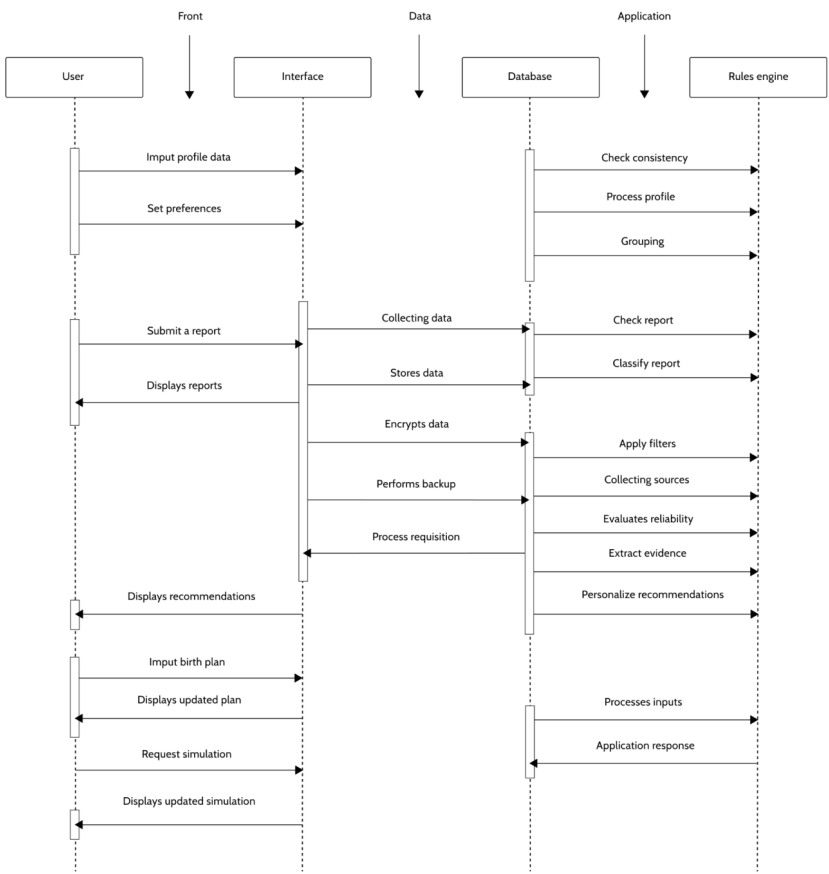 Front
Data
Application
User
Interface
Database
Rules engine
Imput profile data
Check consistency
Process profile
Set preferences
Grouping
Collecting data
Check report
Submit a report
Classify report
Stores data
Displays reports
Encrypts data
Apply filters
Collecting sources
Performs backup
Evaluates reliability
Process requisition
Extract evidence
Displays recommendations
Personalize recommendations
Imput birth plan
Displays updated plan
Processes inputs
Application response
Request simulation
Displays updated simulation